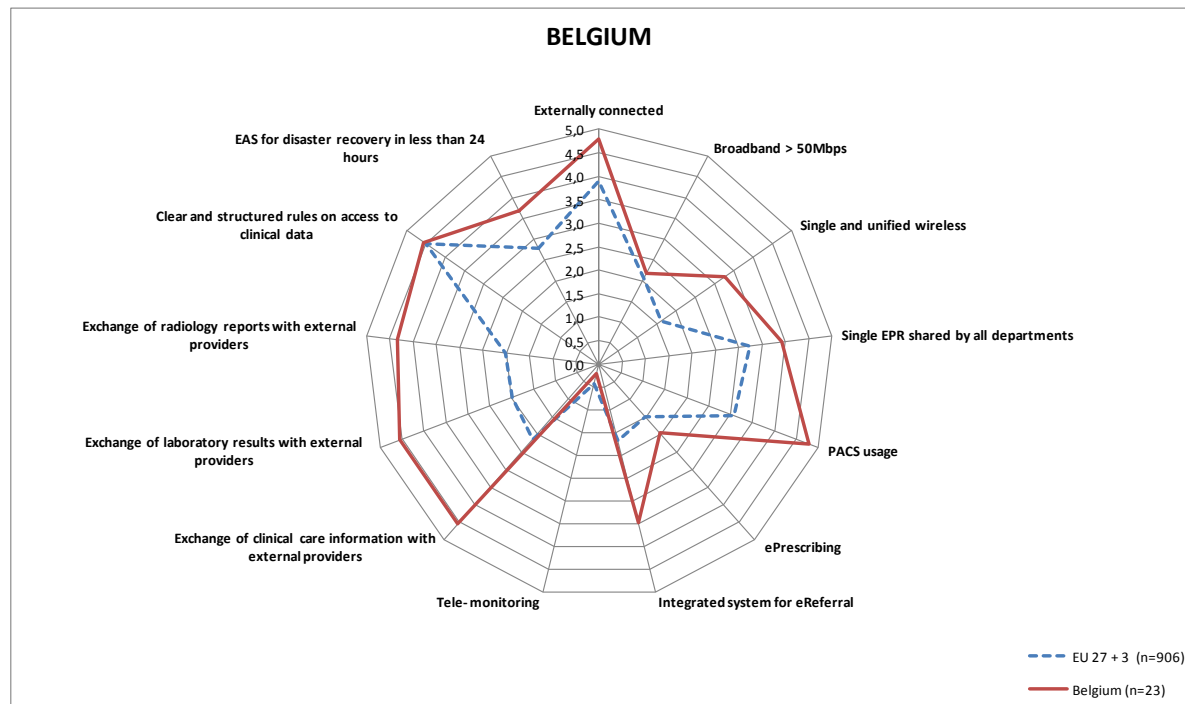 BELGIUM
Externally connected
EAS for disaster recovery in less than 24
hours
Broadband > 50Mbps
Clear and structured rules on access to
clinical data
Single and unified wireless
Exchange of radiology reports with external
providers
Single EPR shared by all departments
Exchange of laboratory results with external
providers
PACS usage
Exchange of clinical care information with
external providers
ePrescribing
Tele- monitoring
Integrated system for eReferral
5,0
4,5
4,0
3,5
3,0
2,5
2,0
1,5
1,0
0,5
0,0
EU 27 + 3 (n=906)
Belgium (n=23)